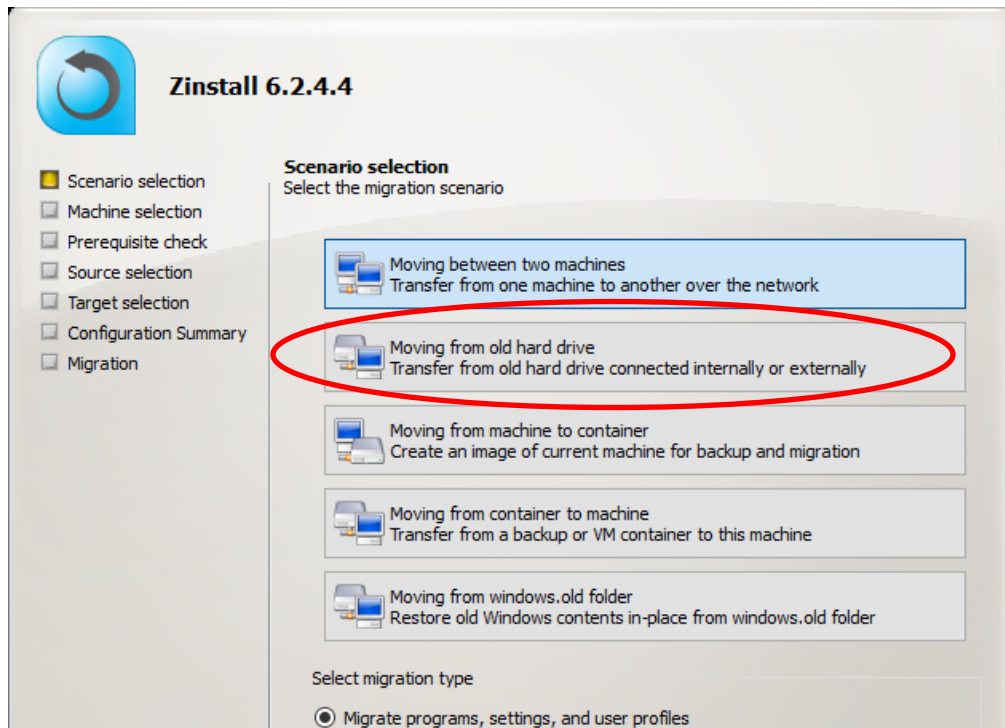 Zinstall 6.2.4.4
Scenario selection
Machine selection
Prerequisite check
Source selection
Target selection
Configuration Summary
Migration
Scenario selection
Select the migration scenario
Moving between two machines
Transfer from one machine to another over the network
Moving from old hard drive
Transfer from old hard drive connected internally or externally
Moving from machine to container
Create an image of current machine for backup and migration
Moving from container to machine
Transfer from a backup or VM container to this machine
Moving from windows.old folder
Restore old Windows contents in-place from windows.old folder
Select migration type
Migrate programs, settings, and user profiles